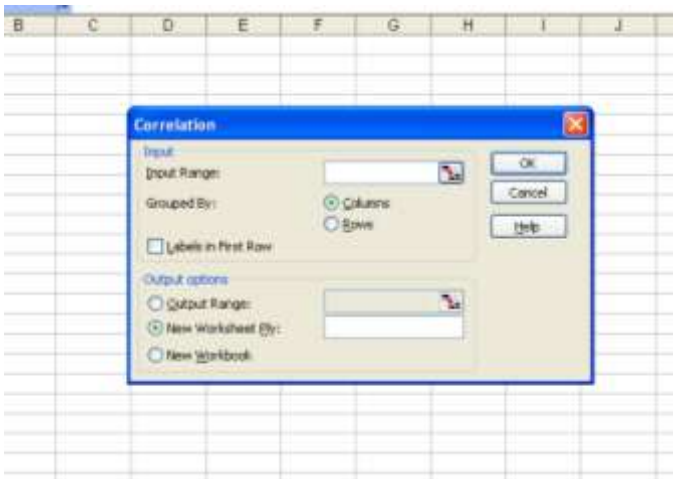 B C D E F G H I J
Correlation
Input
Input Range:
OK
Grouped By:
Columns
Cancel
Rows
Help
Labels in First Row
Output options
Output Range:
New Worksheet Ply:
New Workbook